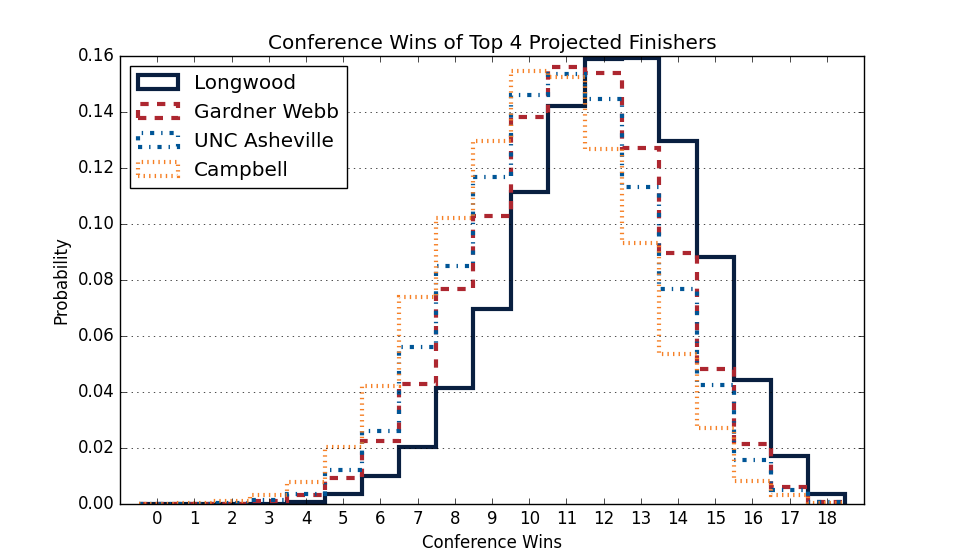 Conference Wins of Top 4 Projected Finishers
0.16
0.14
0.12
0.10
0.08
0.06
0.04
0.02
0.00
Probability
Longwood
Gardner Webb
UNC Asheville
Campbell
0 1 2 3 4 5 6 7 8 9 10 11 12 13 14 15 16 17 18
Conference Wins